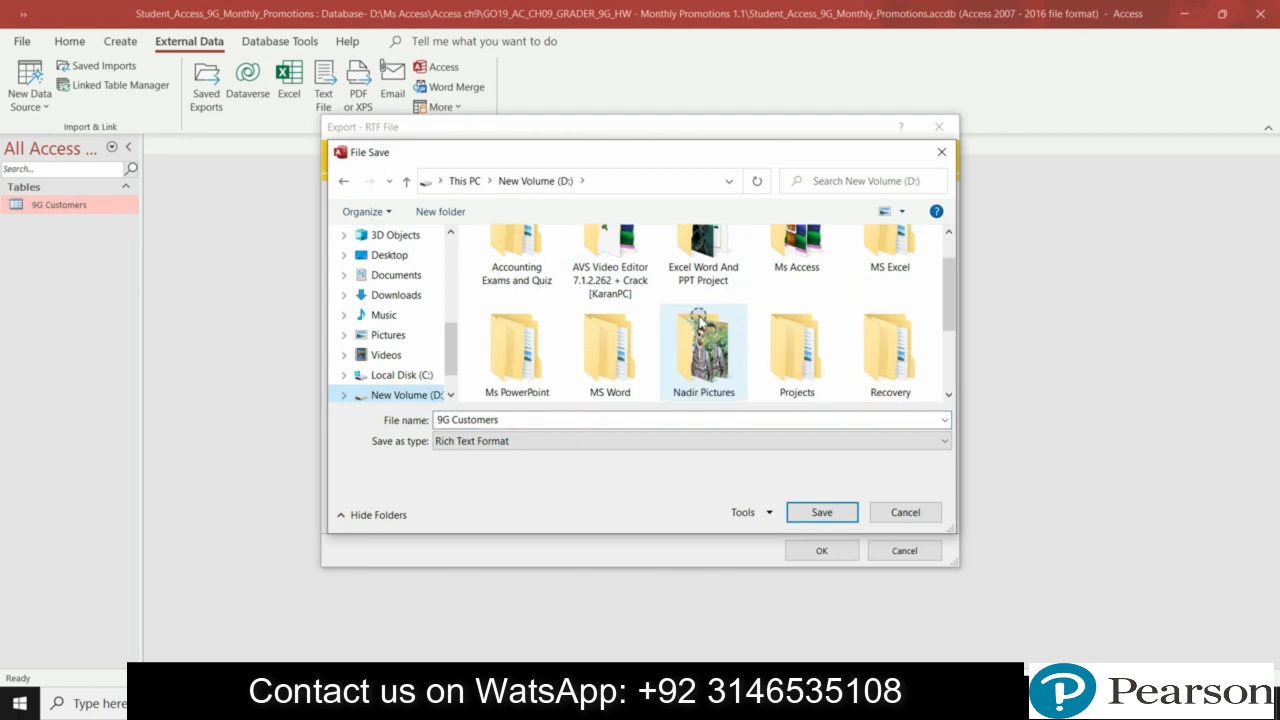 Student_Access_9G_Monthly_Promotions : Database- D:\Ms Access\Access ch9\GO19_AC_CH09_GRADER_9G_HW - Monthly Promotions 1.1\Student_Access_9G_Monthly_Promotions.accdb (Access 2007 - 2016 file format) - Access
File Home Create External Data Database Tools Help Tell me what you want to do
New Data Source
Saved Imports
Linked Table Manager
Import & Link
Saved Exports
Dataverse
Excel
Text File
PDF or XPS
Email
Access
Word Merge
More
All Access ...
Search...
Tables
9G Customers
Export - RTF File
?
File Save
This PC > New Volume (D:) >
Search New Volume (D:)
Organize
New folder
?
3D Objects
Desktop
Documents
Downloads
Music
Pictures
Videos
Local Disk (C:)
New Volume (D:
Accounting Exams and Quiz
AVS Video Editor 7.1.2.262 + Crack [KaranPC]
Excel Word And PPT Project
Ms Access
MS Excel
Ms PowerPoint
MS Word
Nadir Pictures
Projects
Recovery
File name: 9G Customers
Save as type: Rich Text Format
Hide Folders
Tools
Save
Cancel
OK
Cancel
Ready
Type here
Contact us on WatsApp: +92 3146535108
Pearson